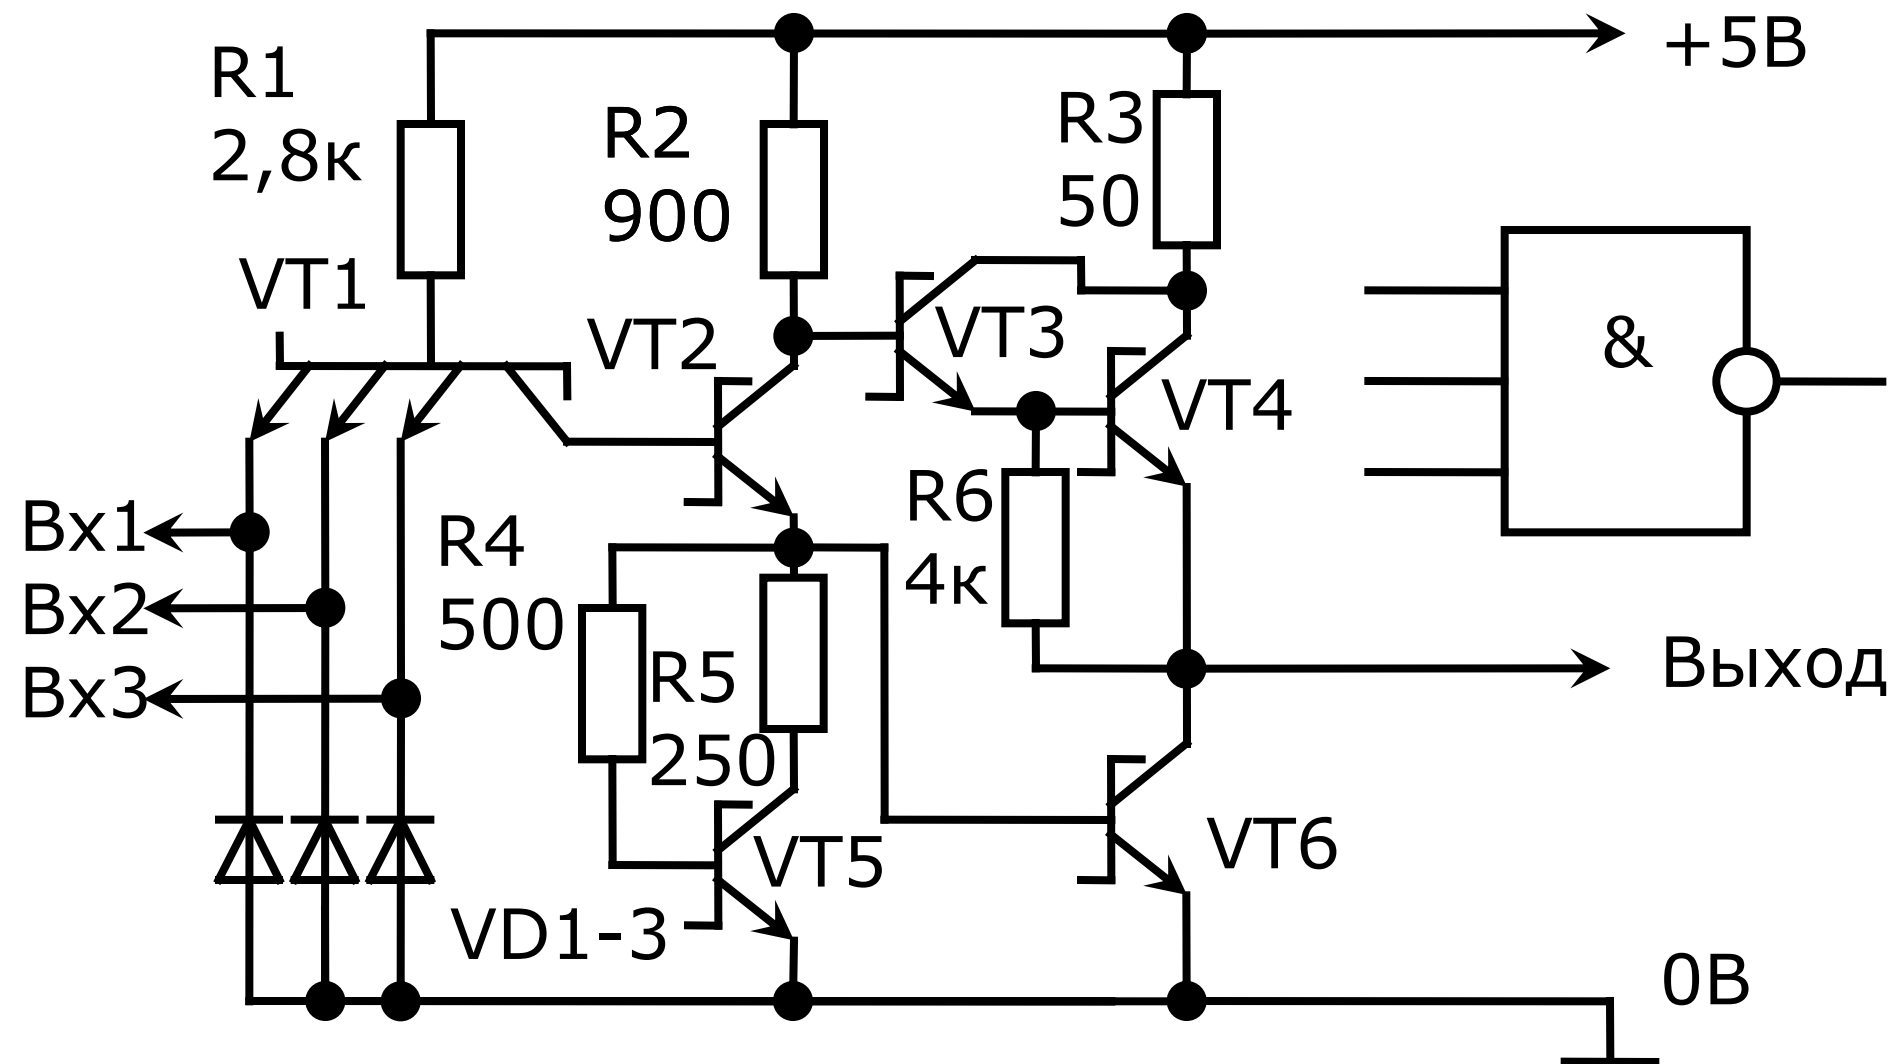 +5В
R1
2,8к
R2
900
R3
50
VT1
VT2
VT3
VT4
&
Вх1
Вх2
Вх3
R4
500
R5
250
R6
4к
Выход
VT5
VT6
VD1-3
0В